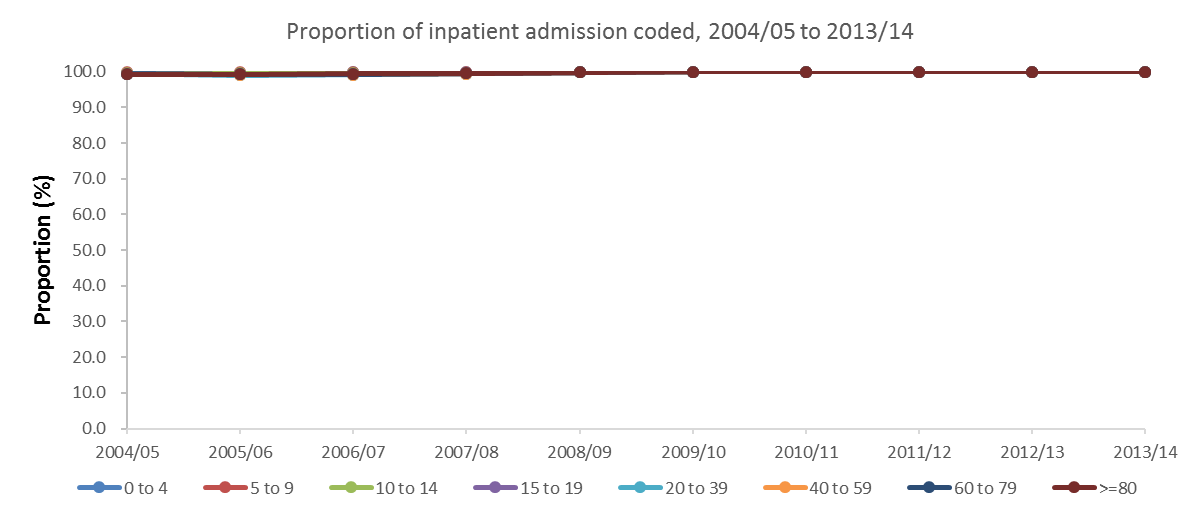 Proportion of inpatient admission coded, 2004/05 to 2013/14
Proportion (%)
100.0
90.0
80.0
70.0
60.0
50.0
40.0
30.0
20.0
10.0
0.0
2004/05 2005/06 2006/07 2007/08 2008/09 2009/10 2010/11 2011/12 2012/13 2013/14
0 to 4 5 to 9 10 to 14 15 to 19 20 to 39 40 to 59 60 to 79 >=80